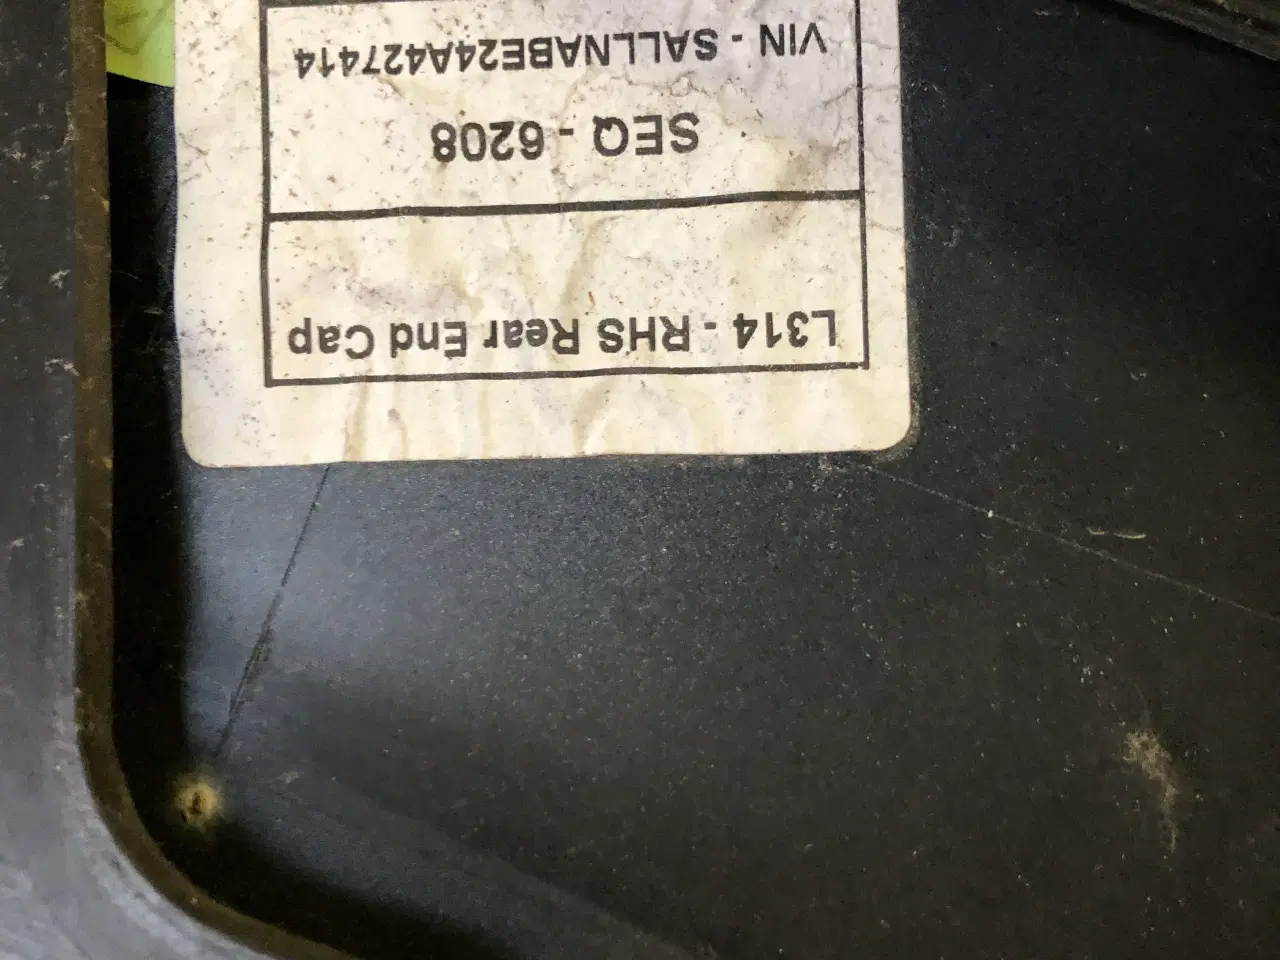 L314 - RHS Rear End Cap
SEQ - 6208
VIN - SALLNABE24A427414